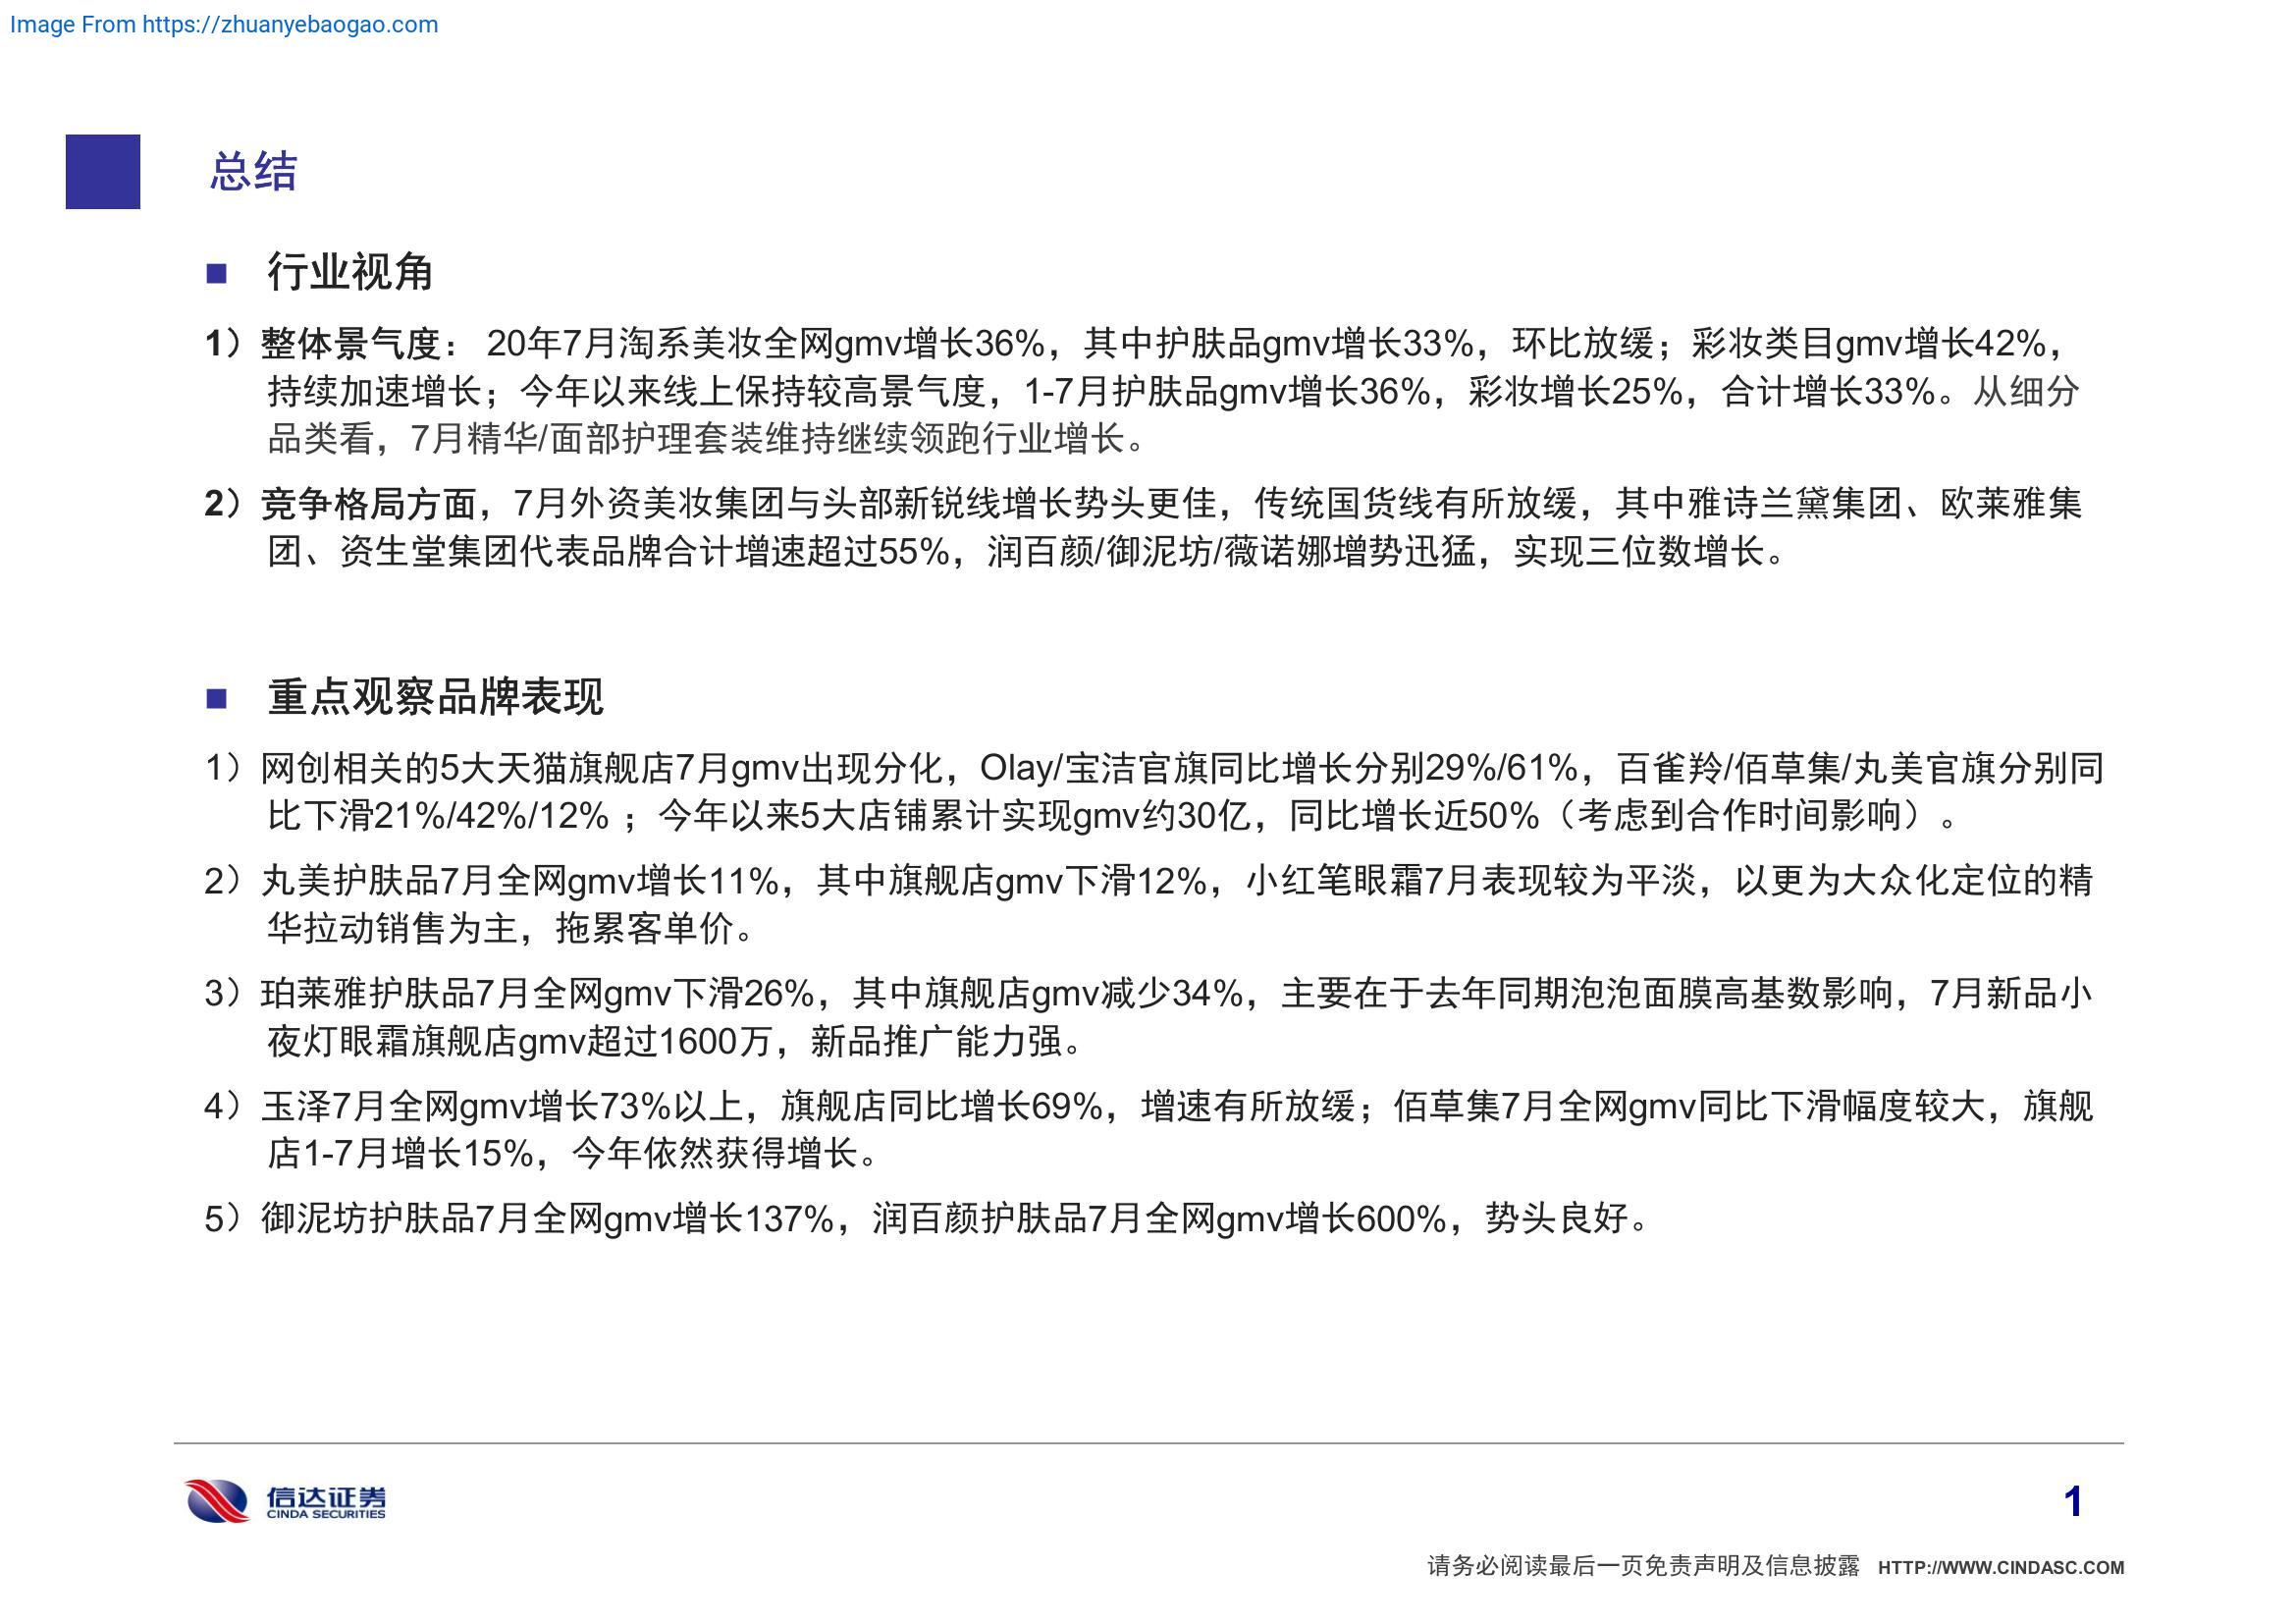 Image From https://zhuanyebaogao.com
总结
■ 行业视角
1）整体景气度： 20年7月淘系美妆全网gmv增长36%，其中护肤品gmv增长33%，环比放缓；彩妆类目gmv增长42%，
持续加速增长；今年以来线上保持较高景气度，1-7月护肤品gmv增长36%，彩妆增长25%，合计增长33%。从细分
品类看，7月精华/面部护理套装维持继续领跑行业增长。
2）竞争格局方面，7月外资美妆集团与头部新锐线增长势头更佳，传统国货线有所放缓，其中雅诗兰黛集团、欧莱雅集
团、资生堂集团代表品牌合计增速超过55%，润百颜/御泥坊/薇诺娜增势迅猛，实现三位数增长。
■ 重点观察品牌表现
1）网创相关的5大天猫旗舰店7月gmv出现分化，Olay/宝洁官旗同比增长分别29%/61%，百雀羚/佰草集/丸美官旗分别同
比下滑21%/42%/12% ；今年以来5大店铺累计实现gmv约30亿，同比增长近50%（考虑到合作时间影响）。
2）丸美护肤品7月全网gmv增长11%，其中旗舰店gmv下滑12%，小红笔眼霜7月表现较为平淡，以更为大众化定位的精
华拉动销售为主，拖累客单价。
3）珀莱雅护肤品7月全网gmv下滑26%，其中旗舰店gmv减少34%，主要在于去年同期泡泡面膜高基数影响，7月新品小
夜灯眼霜旗舰店gmv超过1600万，新品推广能力强。
4）玉泽7月全网gmv增长73%以上，旗舰店同比增长69%，增速有所放缓；佰草集7月全网gmv同比下滑幅度较大，旗舰
店1-7月增长15%，今年依然获得增长。
5）御泥坊护肤品7月全网gmv增长137%，润百颜护肤品7月全网gmv增长600%，势头良好。
信达证券
CINDA SECURITIES
1
请务必阅读最后一页免责声明及信息披露 HTTP://WWW.CINDASC.COM